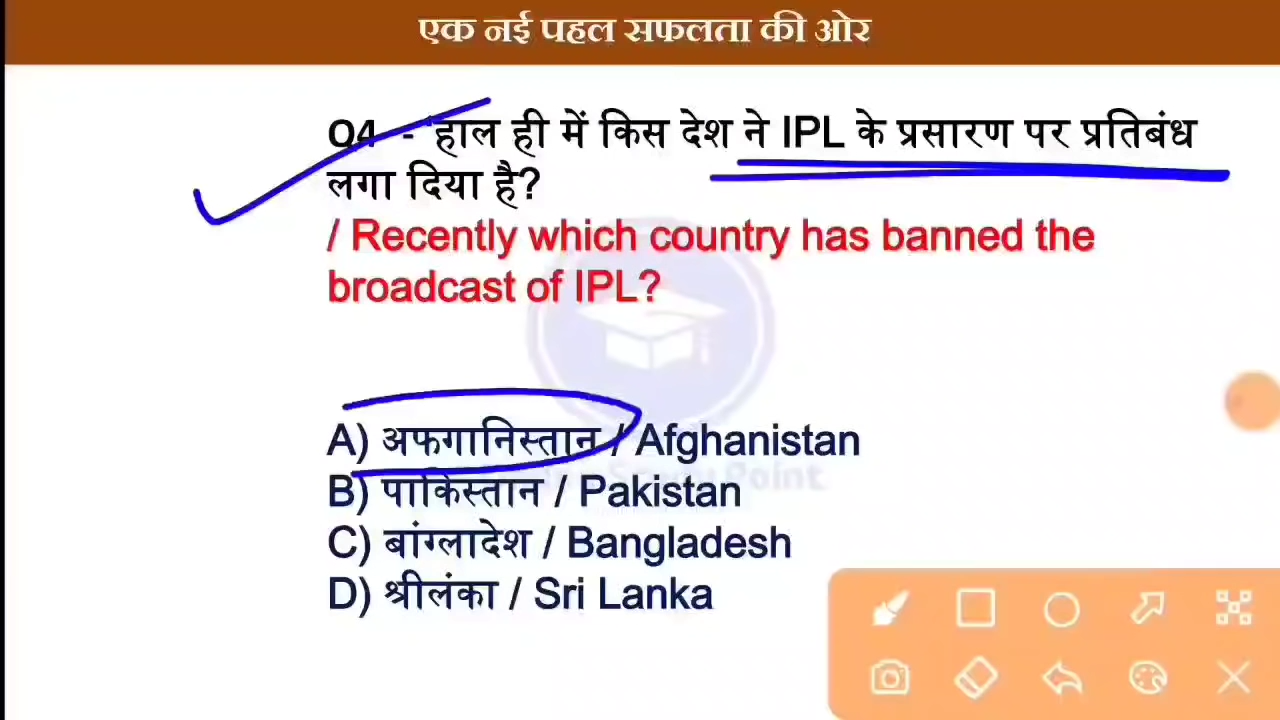 एक नई पहल सफलता की ओर
Q4 - हाल ही में किस देश ने IPL के प्रसारण पर प्रतिबंध
लगा दिया है?
/ Recently which country has banned the
broadcast of IPL?
A) अफगानिस्तान / Afghanistan
B) पाकिस्तान / Pakistan
C) बांग्लादेश / Bangladesh
D) श्रीलंका / Sri Lanka